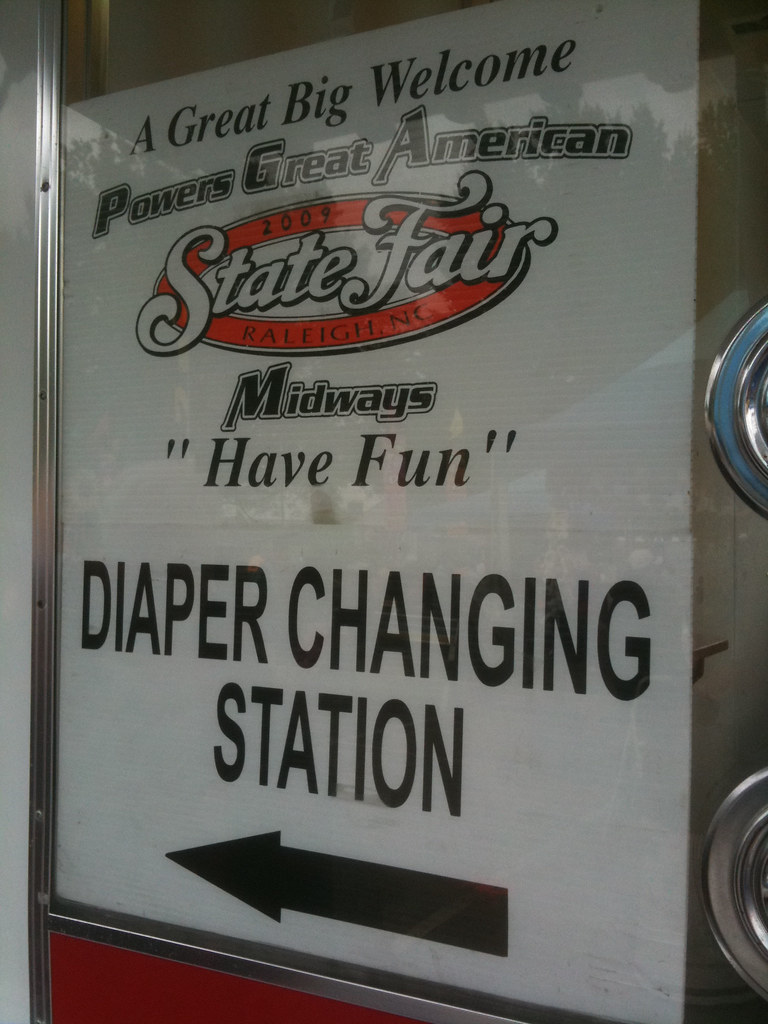 A Great Big Welcome
Powers Great American
2009
State Fair
RALEIGH, NC
Midways
"Have Fun"
DIAPER CHANGING
STATION